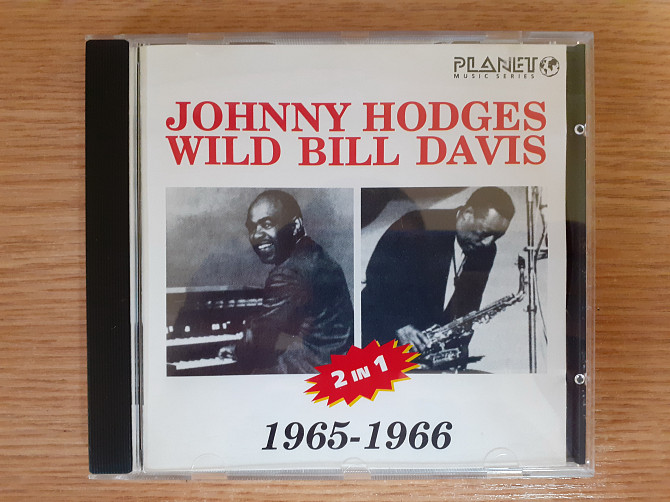 PLANET
MUSIC SERIES
JOHNNY HODGES
WILD BILL DAVIS
2 IN 1
1965-1966